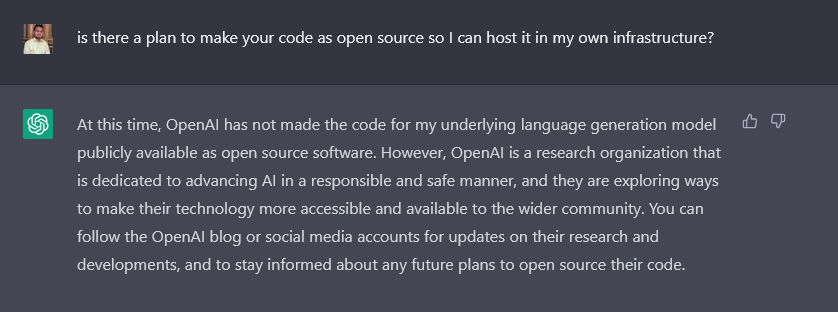 is there a plan to make your code as open source so I can host it in my own infrastructure?
At this time, OpenAI has not made the code for my underlying language generation model
publicly available as open source software. However, OpenAI is a research organization that
is dedicated to advancing AI in a responsible and safe manner, and they are exploring ways
to make their technology more accessible and available to the wider community. You can
follow the OpenAI blog or social media accounts for updates on their research and
developments, and to stay informed about any future plans to open source their code.